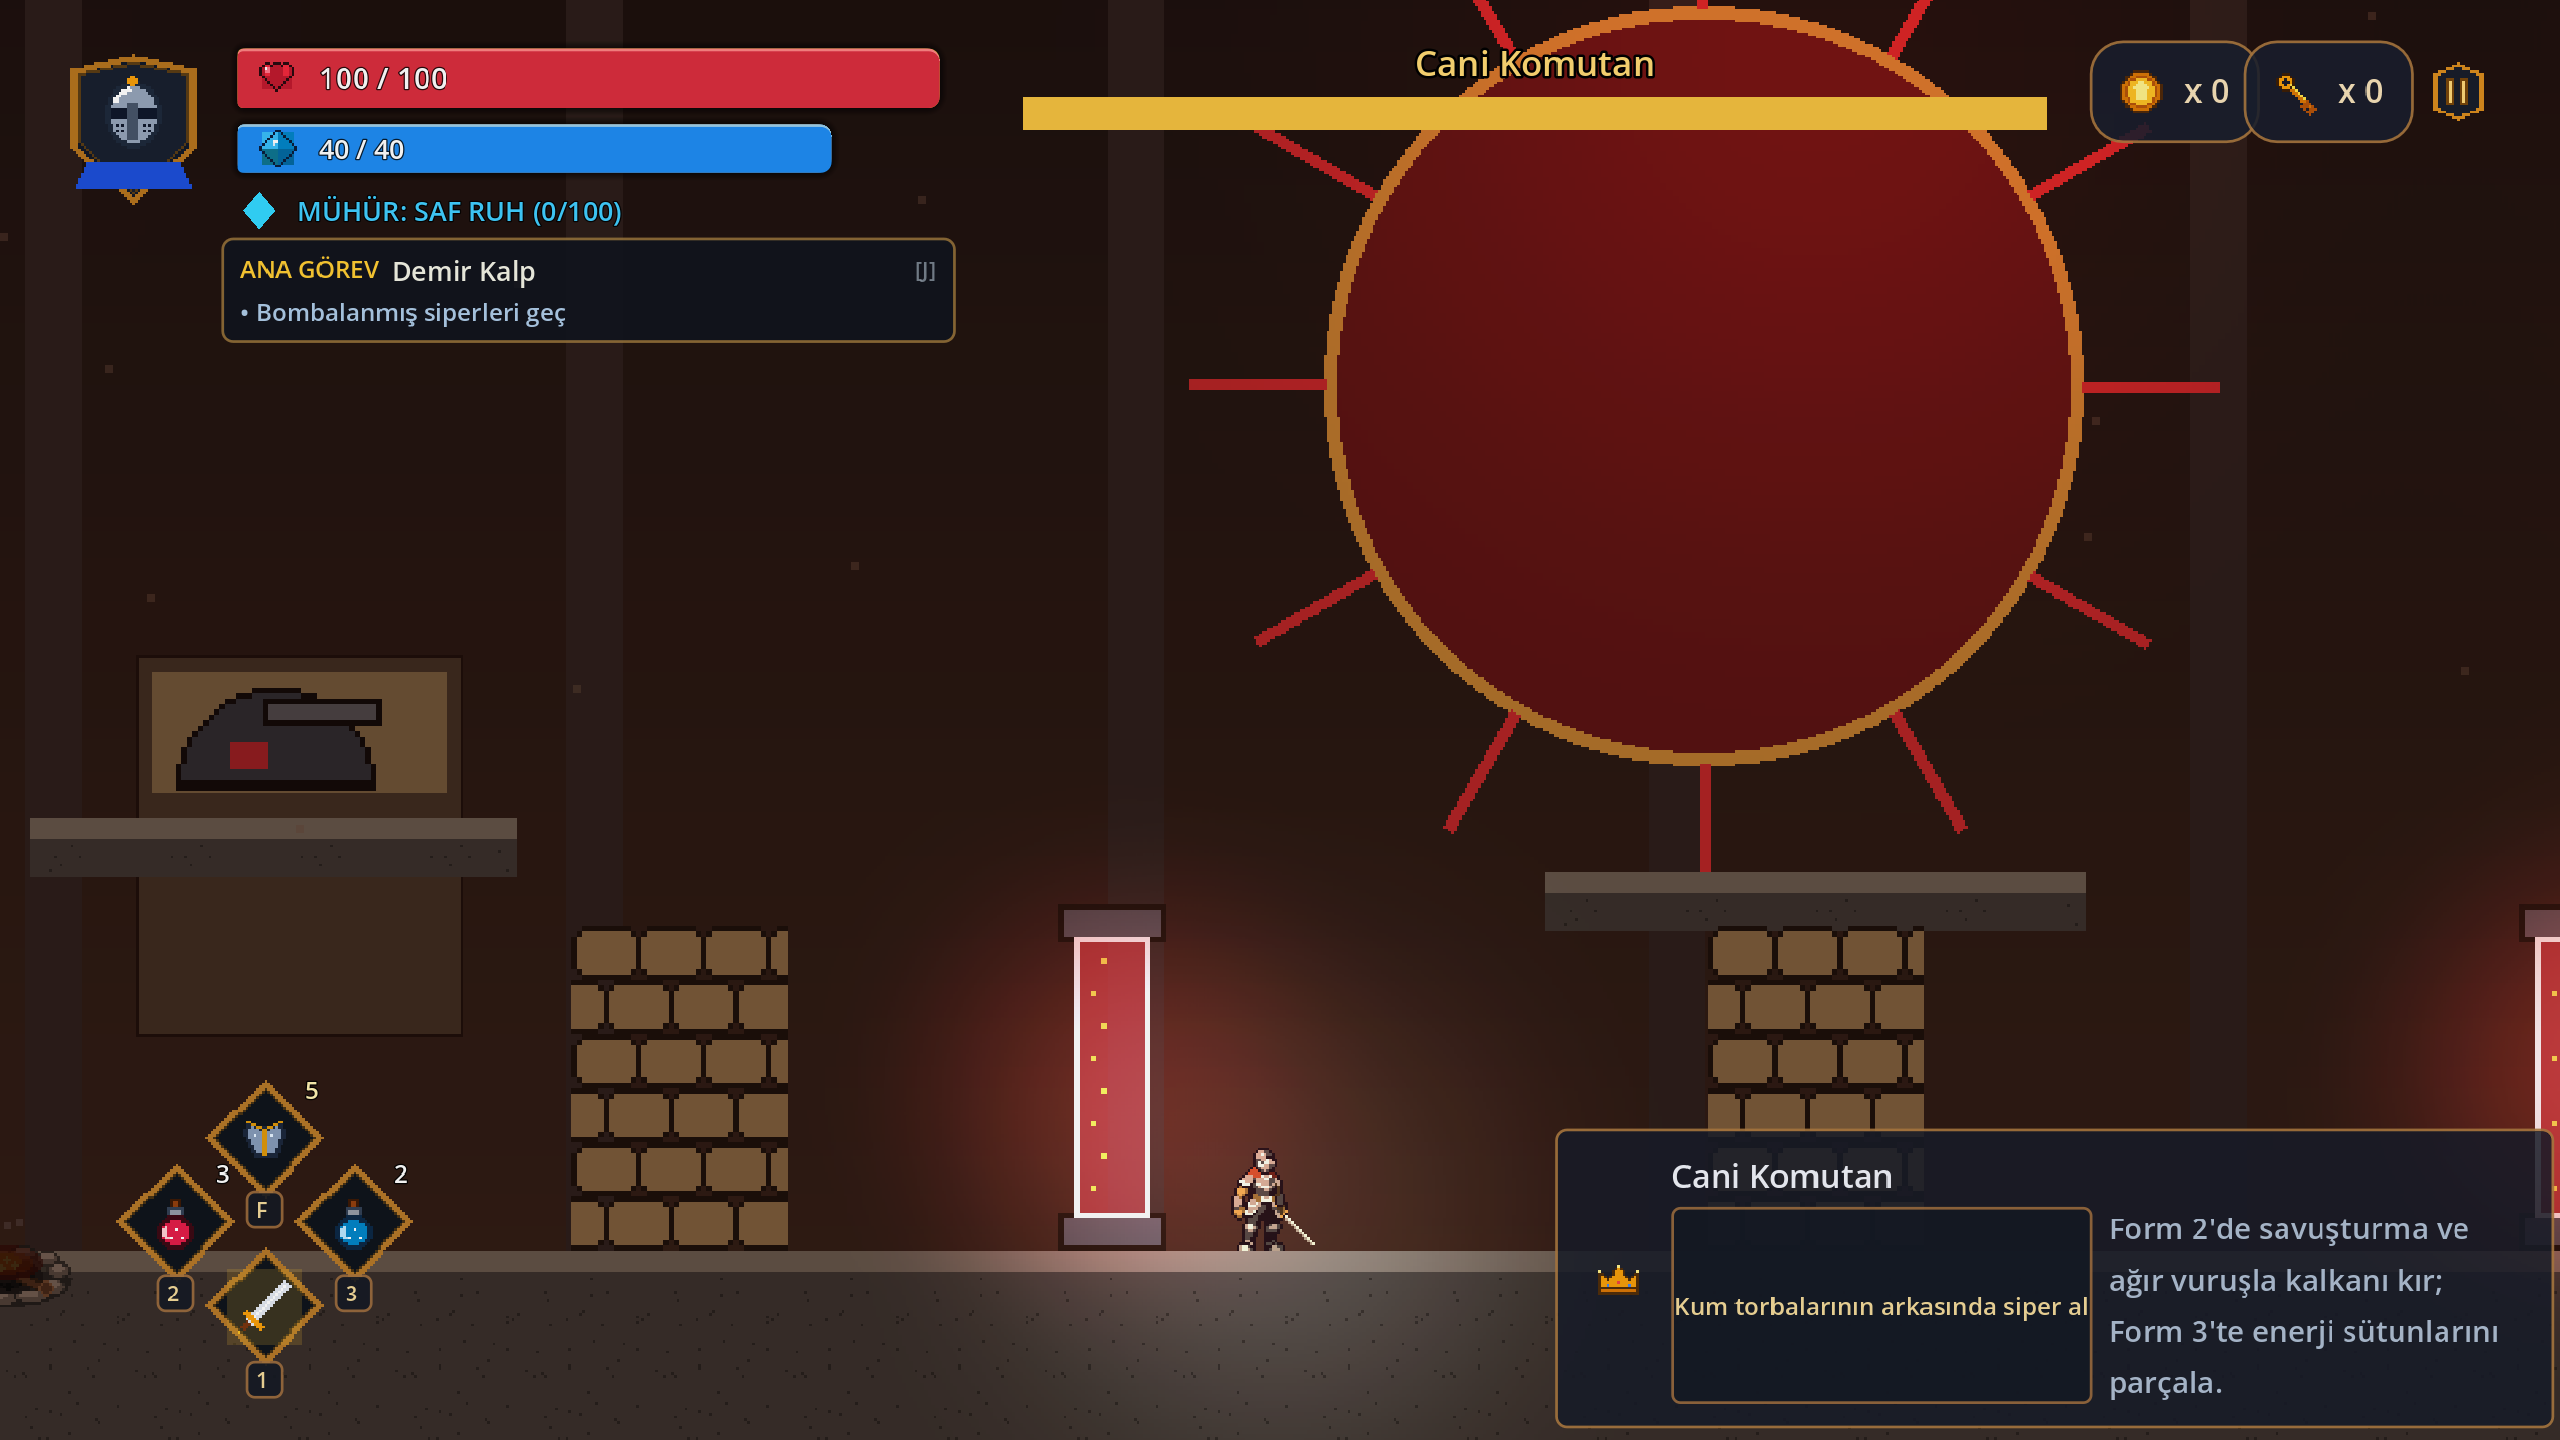 100 / 100
40 / 40
MÜHÜR: SAF RUH (0/100)
ANA GÖREV Demir Kalp [J]
• Bombalanmış siperleri geç
Cani Komutan
x 0
x 0
5
3
2
F
2
3
1
Cani Komutan
Kum torbalarının arkasında siper al
Form 2'de savuşturma ve
ağır vuruşla kalkanı kır;
Form 3'te enerji sütunlarını
parçala.